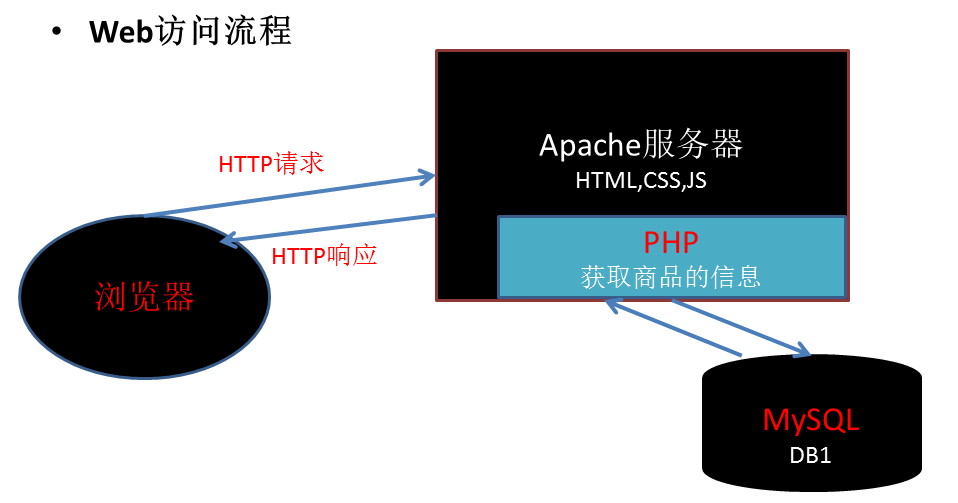 • Web访问流程
Apache服务器
HTML,CSS,JS
HTTP请求
PHP
获取商品的信息
HTTP响应
浏览器
MySQL
DB1